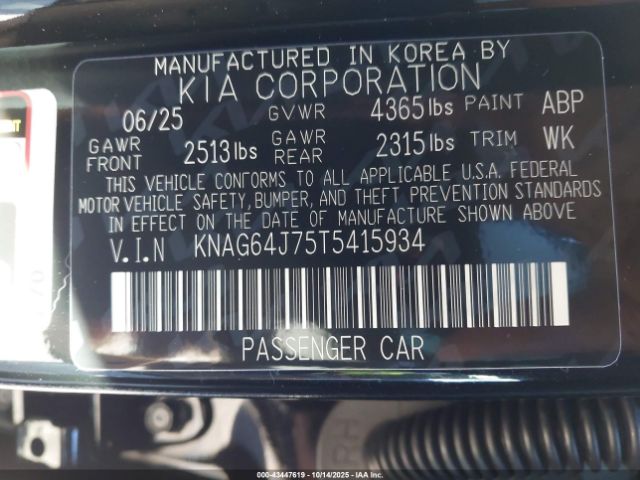 MANUFACTURED IN KOREA BY
KIA CORPORATION
06/25 GVWR 4365 lbs PAINT ABP
GAWR FRONT 2513 lbs GAWR REAR 2315 lbs TRIM WK
THIS VEHICLE CONFORMS TO ALL APPLICABLE U.S.A. FEDERAL
MOTOR VEHICLE SAFETY, BUMPER, AND THEFT PREVENTION STANDARDS
IN EFFECT ON THE DATE OF MANUFACTURE SHOWN ABOVE
V.I.N KNAG64J75T5415934
PASSENGER CAR
000-43447619 - 10/14/2025 - IAAI.COM